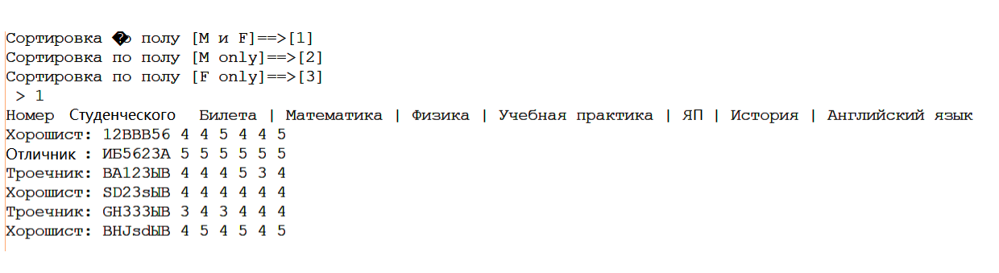 Сортировка � полу [M и F]==>[1]
Сортировка по полу [M only]==>[2]
Сортировка по полу [F only]==>[3]
> 1
Номер Студенческого Билета | Математика | Физика | Учебная практика | ЯП | История | Английский язык
Хорошист: 12BBB56 4 4 5 4 4 5
Отличник : ИБ5623А 5 5 5 5 5 5
Троечник: ВА123ЫВ 4 4 4 5 3 4
Хорошист: SD23sЫВ 4 4 4 4 4 4
Троечник: GH333ЫВ 3 4 3 4 4 4
Хорошист: BHJsdЫВ 4 5 4 5 4 5